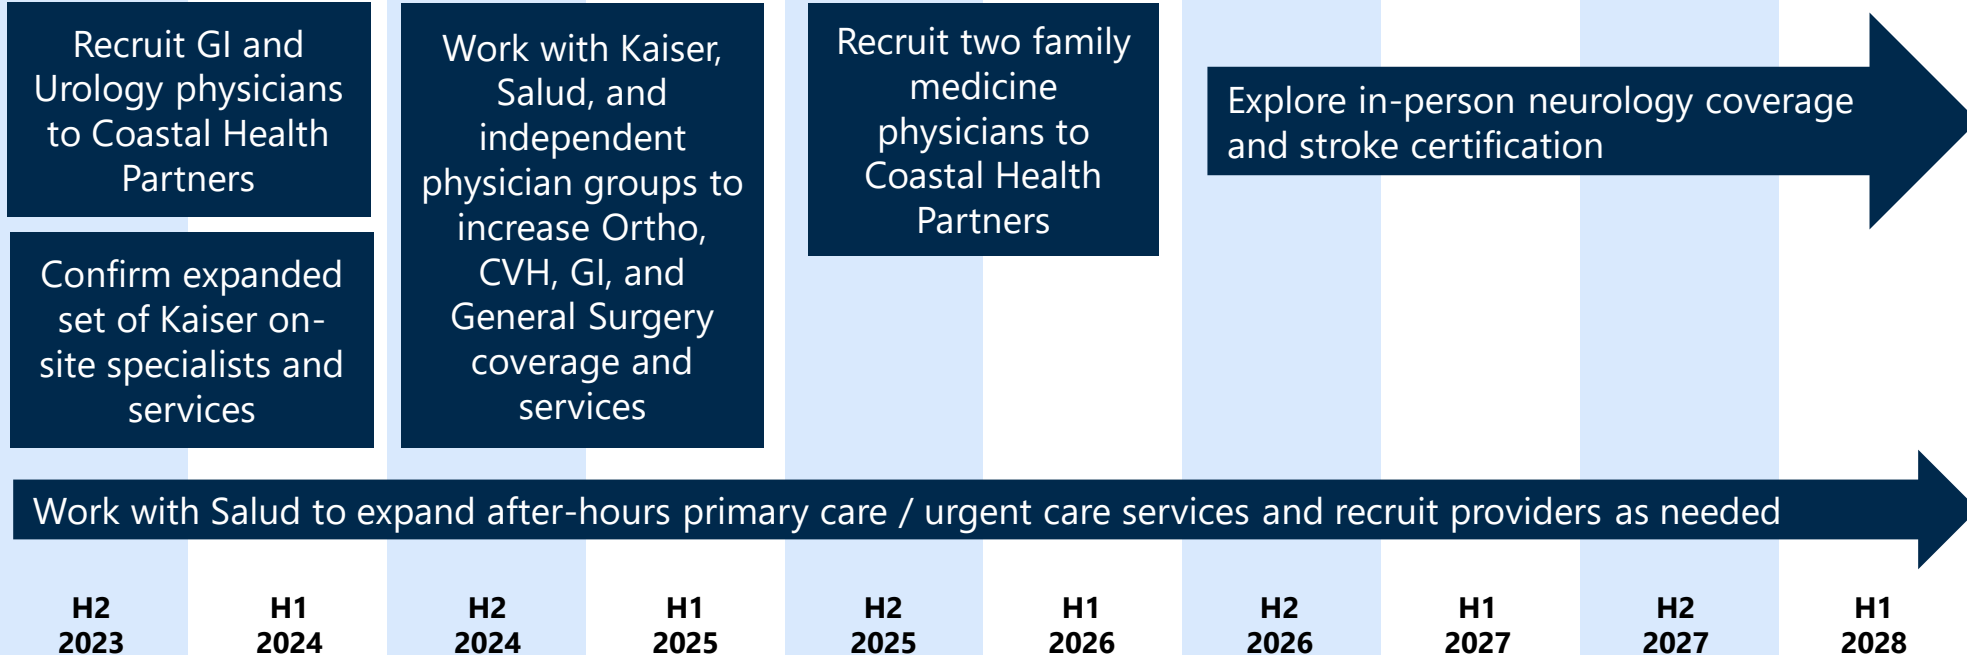 Recruit GI and
Urology physicians
to Coastal Health
Partners
Confirm expanded
set of Kaiser on-
site specialists and
services
Work with Kaiser,
Salud, and
independent
physician groups to
increase Ortho,
CVH, GI, and
General Surgery
coverage and
services
Recruit two family
medicine
physicians to
Coastal Health
Partners
Explore in-person neurology coverage
and stroke certification
Work with Salud to expand after-hours primary care / urgent care services and recruit providers as needed
H2
2023
H1
2024
H2
2024
H1
2025
H2
2025
H1
2026
H2
2026
H1
2027
H2
2027
H1
2028